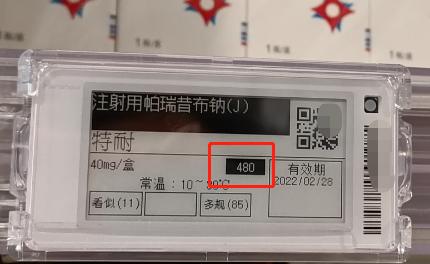 注射用帕瑞昔布钠(J)
特耐
40mg/盒
480
有效期
2022/02/28
常温：10~30℃
看似(11)
多规(85)